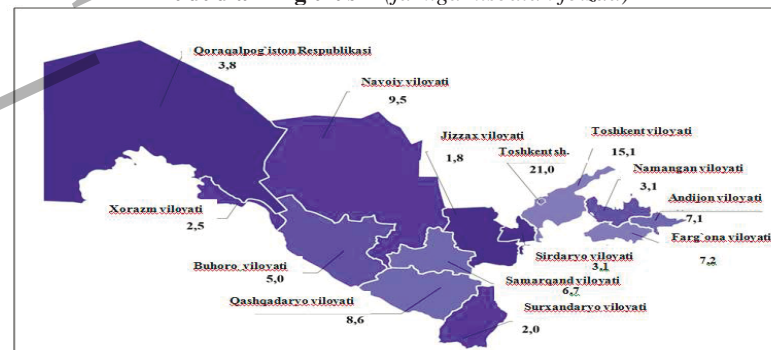 Qoraqalpog`iston Respublikasi
3,8
Navoiy viloyati
9,5
Jizzax viloyati
1,8
Toshkent sh.
21,0
Toshkent viloyati
15,1
Namangan viloyati
3,1
Andijon viloyati
7,1
Farg`ona viloyati
7,2
Xorazm viloyati
2,5
Buhoro viloyati
5,0
Sirdaryo viloyati
3,1
Samarqand viloyati
6,7
Qashqadaryo viloyati
8,6
Surxandaryo viloyati
2,0